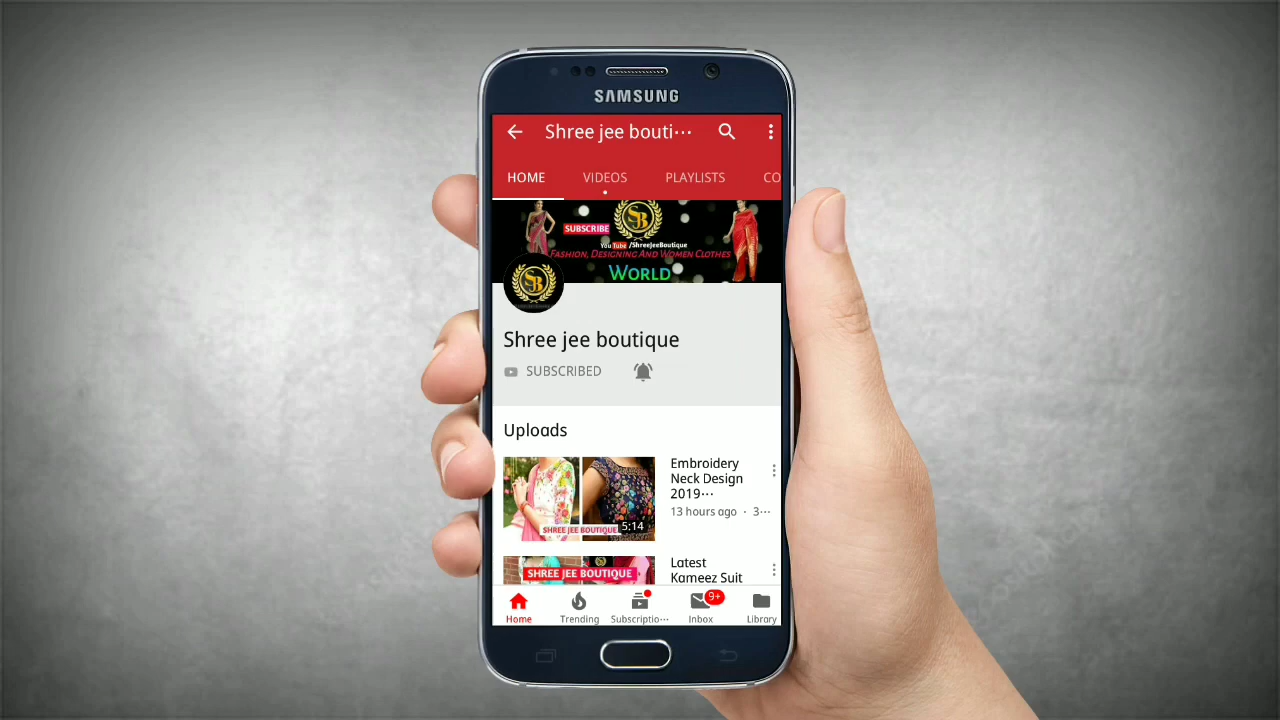 SAMSUNG
Shree jee bouti···
HOME VIDEOS PLAYLISTS CO
SB
SUBSCRIBE
You Tube /ShreeJeeBoutique
FASHION, DESIGNING AND WOMEN CLOTHES
WORLD
SB
Shree jee boutique
SUBSCRIBED
Uploads
Embroidery
Neck Design
2019···
13 hours ago · 3···
SHREE JEE BOUTIQUE
5:14
Latest
Kameez Suit
SHREE JEE BOUTIQUE
9+
Home Trending Subscriptio··· Inbox Library